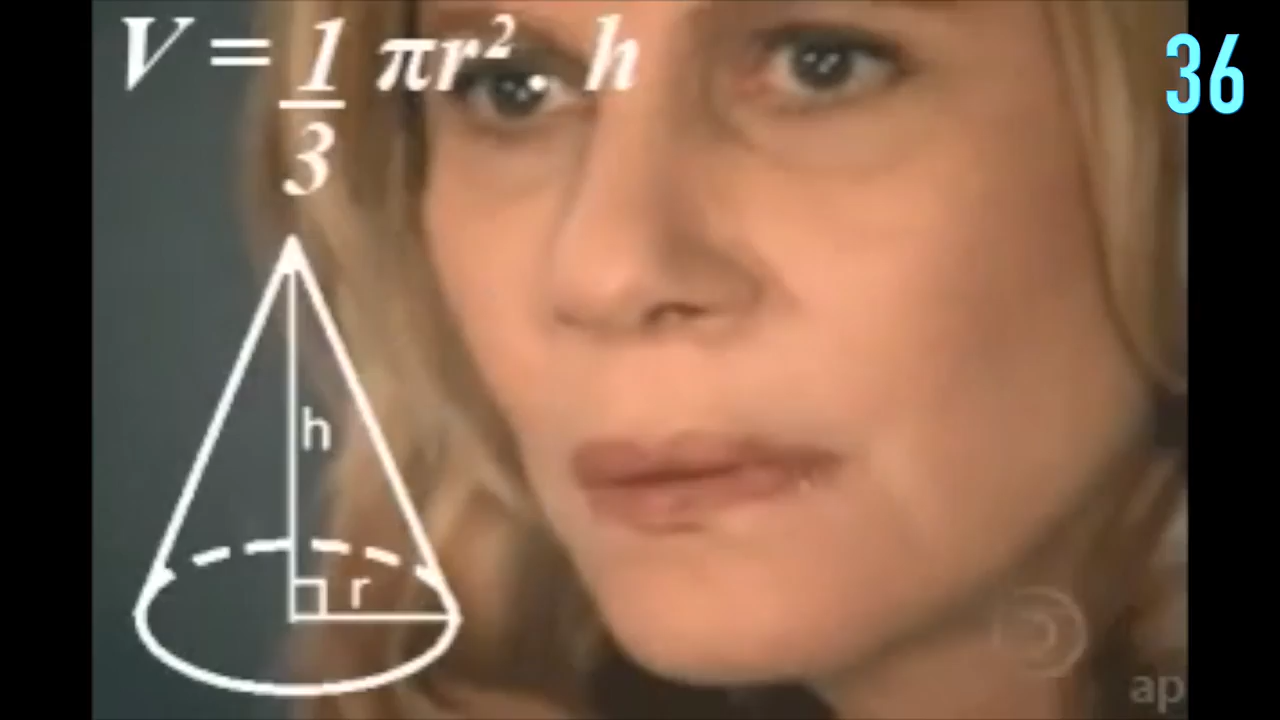 V = 1/3 πr². h
36
h
r
ap